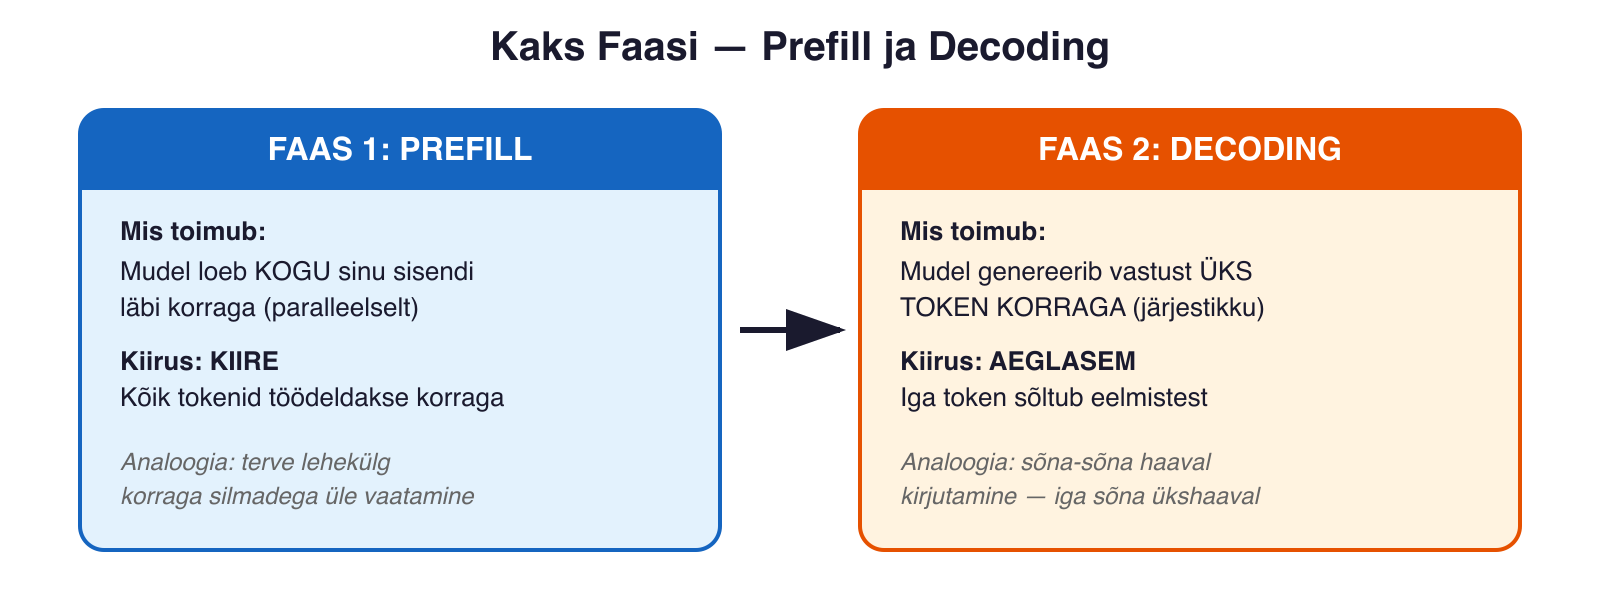 Kaks Faasi — Prefill ja Decoding
FAAS 1: PREFILL
Mis toimub:
Mudel loeb KOGU sinu sisendi
läbi korraga (paralleelselt)
Kiirus: KIIRE
Kõik tokenid töödeldakse korraga
Analoogia: terve lehekülg
korraga silmadega üle vaatamine
FAAS 2: DECODING
Mis toimub:
Mudel genereerib vastust ÜKS
TOKEN KORRAGA (järjestikku)
Kiirus: AEGLASEM
Iga token sõltub eelmistest
Analoogia: sõna-sõna haaval
kirjutamine — iga sõna ükshaaval